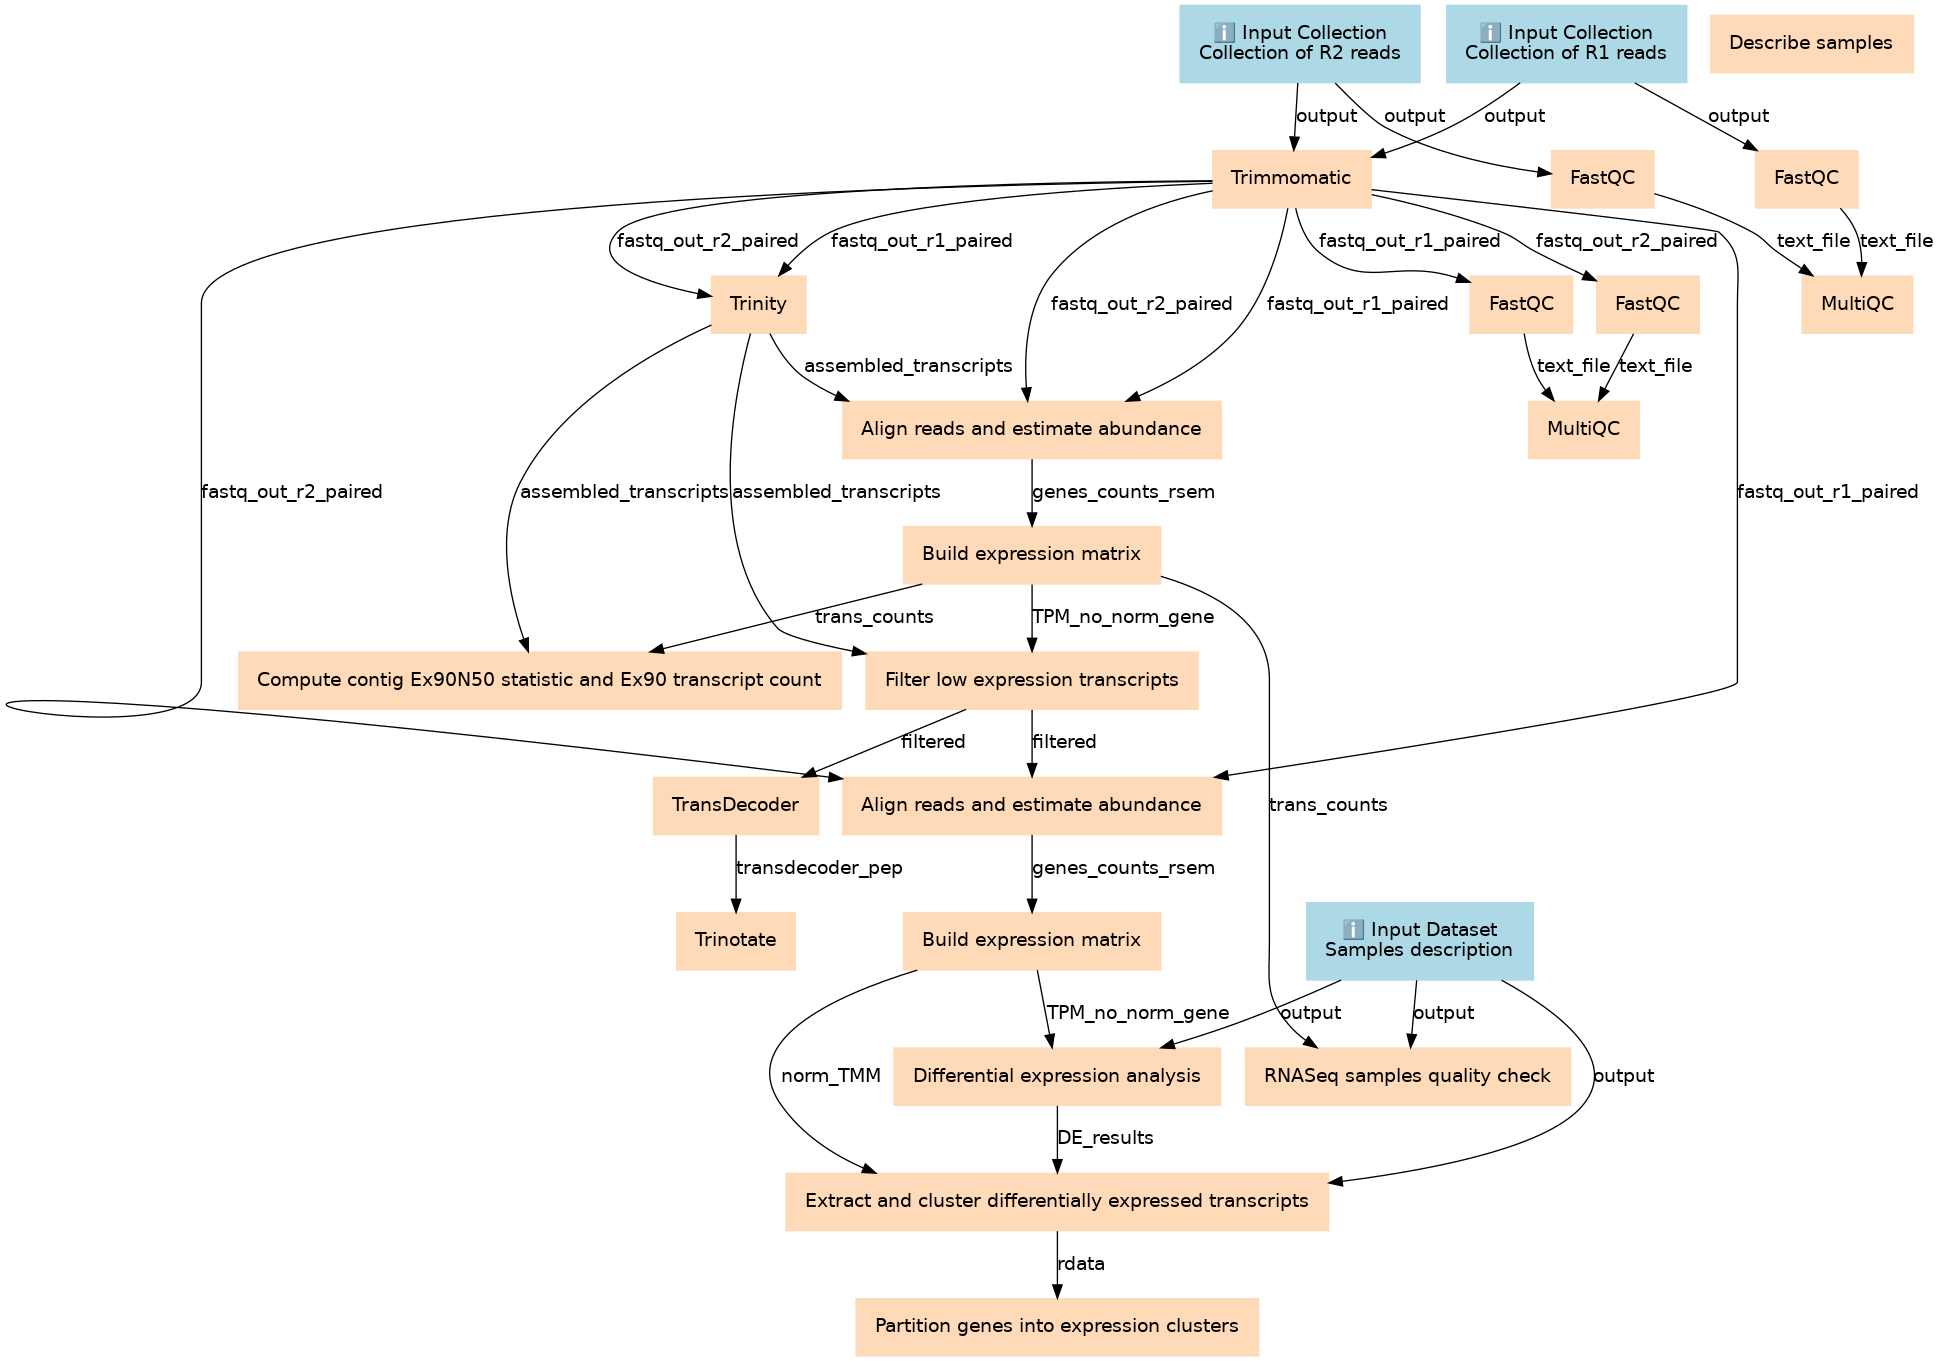 ℹ️ Input Collection
Collection of R2 reads
ℹ️ Input Collection
Collection of R1 reads
Describe samples
output
output
output
output
Trimmomatic
FastQC
FastQC
fastq_out_r2_paired
fastq_out_r1_paired
fastq_out_r1_paired
fastq_out_r2_paired
text_file
text_file
Trinity
fastq_out_r2_paired
fastq_out_r1_paired
FastQC
FastQC
MultiQC
assembled_transcripts
text_file
text_file
Align reads and estimate abundance
MultiQC
fastq_out_r2_paired
assembled_transcripts
assembled_transcripts
genes_counts_rsem
fastq_out_r1_paired
Build expression matrix
trans_counts
TPM_no_norm_gene
Compute contig Ex90N50 statistic and Ex90 transcript count
Filter low expression transcripts
filtered
filtered
TransDecoder
Align reads and estimate abundance
trans_counts
transdecoder_pep
genes_counts_rsem
Trinotate
Build expression matrix
ℹ️ Input Dataset
Samples description
TPM_no_norm_gene
output
output
norm_TMM
Differential expression analysis
RNASeq samples quality check
output
DE_results
Extract and cluster differentially expressed transcripts
rdata
Partition genes into expression clusters